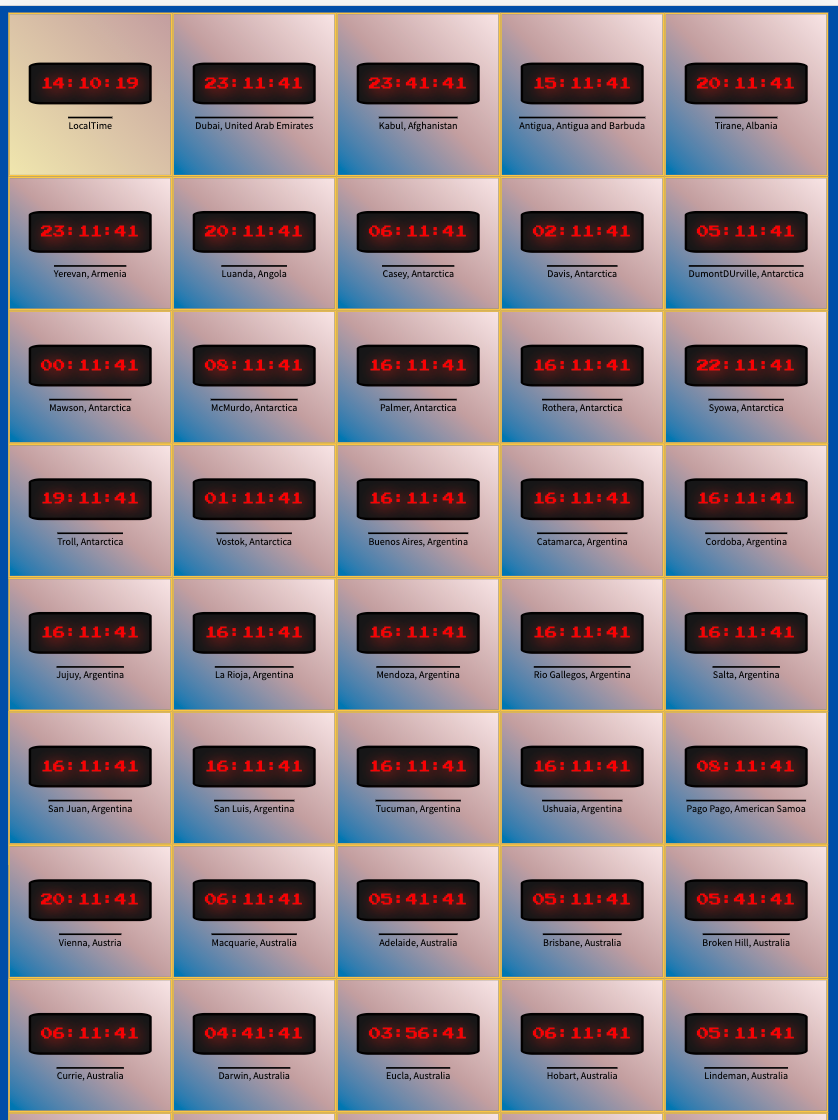 14:10:19
LocalTime
23:11:41
Dubai, United Arab Emirates
23:41:41
Kabul, Afghanistan
15:11:41
Antigua, Antigua and Barbuda
20:11:41
Tirane, Albania
23:11:41
Yerevan, Armenia
20:11:41
Luanda, Angola
06:11:41
Casey, Antarctica
02:11:41
Davis, Antarctica
05:11:41
DumontDUrville, Antarctica
00:11:41
Mawson, Antarctica
08:11:41
McMurdo, Antarctica
16:11:41
Palmer, Antarctica
16:11:41
Rothera, Antarctica
22:11:41
Syowa, Antarctica
19:11:41
Troll, Antarctica
01:11:41
Vostok, Antarctica
16:11:41
Buenos Aires, Argentina
16:11:41
Catamarca, Argentina
16:11:41
Cordoba, Argentina
16:11:41
Jujuy, Argentina
16:11:41
La Rioja, Argentina
16:11:41
Mendoza, Argentina
16:11:41
Rio Gallegos, Argentina
16:11:41
Salta, Argentina
16:11:41
San Juan, Argentina
16:11:41
San Luis, Argentina
16:11:41
Tucuman, Argentina
16:11:41
Ushuaia, Argentina
08:11:41
Pago Pago, American Samoa
20:11:41
Vienna, Austria
06:11:41
Macquarie, Australia
05:41:41
Adelaide, Australia
05:11:41
Brisbane, Australia
05:41:41
Broken Hill, Australia
06:11:41
Currie, Australia
04:41:41
Darwin, Australia
03:56:41
Eucla, Australia
06:11:41
Hobart, Australia
05:11:41
Lindeman, Australia